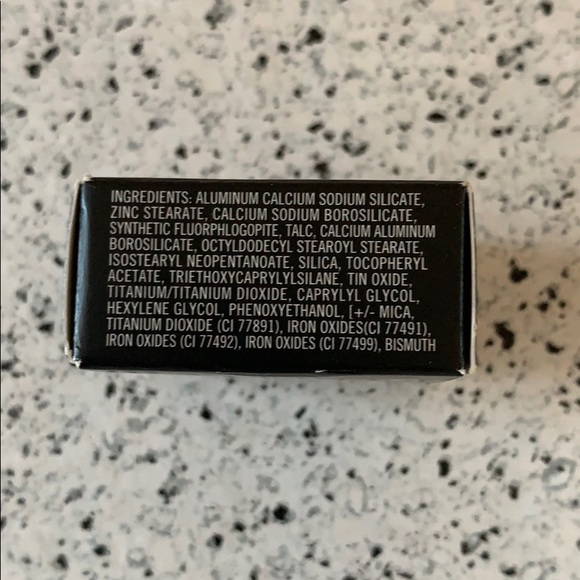 INGREDIENTS: ALUMINUM CALCIUM SODIUM SILICATE,
ZINC STEARATE, CALCIUM SODIUM BOROSILICATE,
SYNTHETIC FLUORPHLOGOPITE, TALC, CALCIUM ALUMINUM
BOROSILICATE, OCTYLDODECYL STEAROYL STEARATE,
ISOSTEARYL NEOPENTANOATE, SILICA, TOCOPHERYL
ACETATE, TRIETHOXYCAPRYLYLSILANE, TIN OXIDE,
TITANIUM/TITANIUM DIOXIDE, CAPRYLYL GLYCOL,
HEXYLENE GLYCOL, PHENOXYETHANOL, [+/- MICA,
TITANIUM DIOXIDE (CI 77891), IRON OXIDES(CI 77491),
IRON OXIDES (CI 77492), IRON OXIDES (CI 77499), BISMUTH